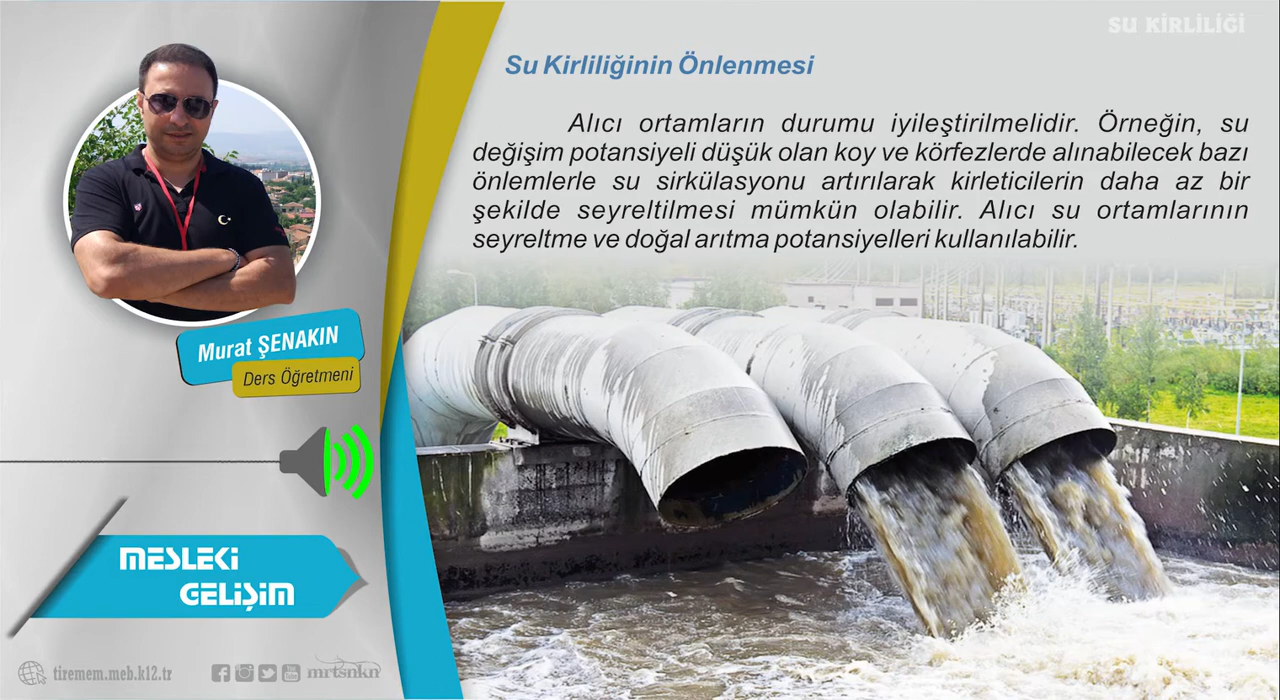 SU KİRLİLİĞİ
Su Kirliliğinin Önlenmesi
Alıcı ortamların durumu iyileştirilmelidir. Örneğin, su
değişim potansiyeli düşük olan koy ve körfezlerde alınabilecek bazı
önlemlerle su sirkülasyonu artırılarak kirleticilerin daha az bir
şekilde seyreltilmesi mümkün olabilir. Alıcı su ortamlarının
seyreltme ve doğal arıtma potansiyelleri kullanılabilir.
Murat ŞENAKIN
Ders Öğretmeni
MESLEKİ
GELİŞİM
tiremem.meb.k12.tr
mrtsnkn